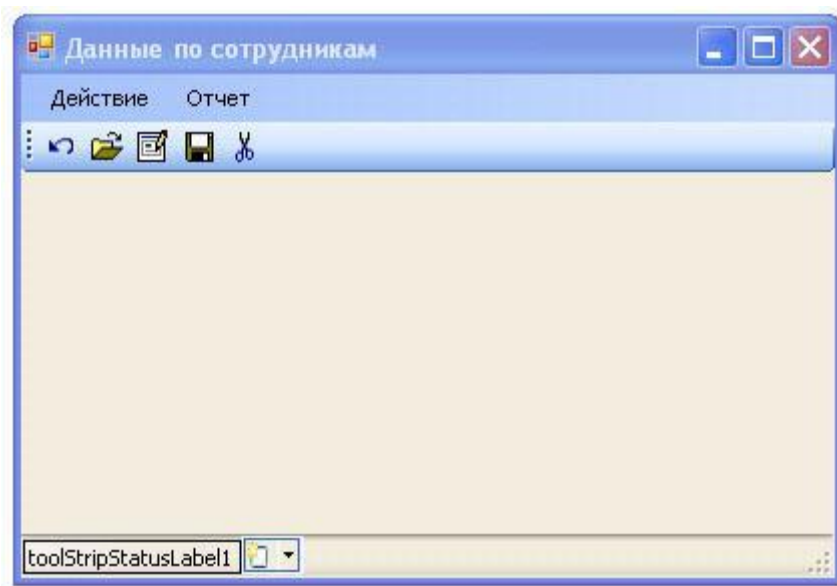 Данные по сотрудникам
Действие Отчет
toolStripStatusLabel1